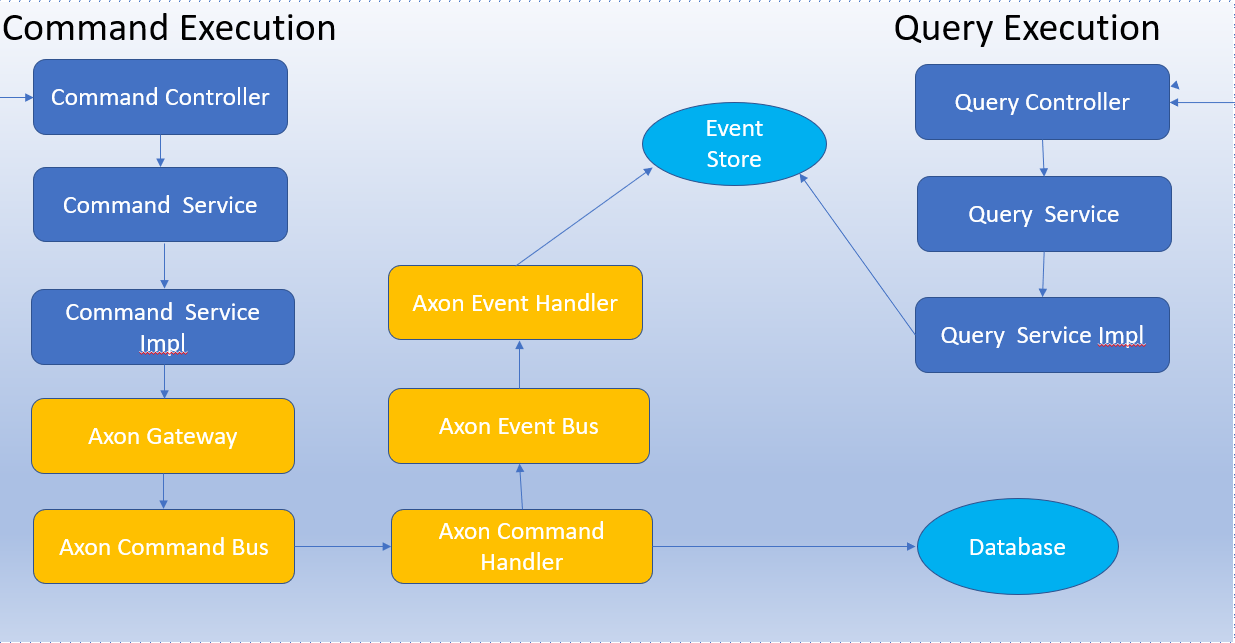 Command Execution
Query Execution
Command Controller
Command Service
Command Service
Impl
Axon Gateway
Axon Command Bus
Axon Command
Handler
Axon Event Bus
Axon Event Handler
Event
Store
Database
Query Controller
Query Service
Query Service Impl